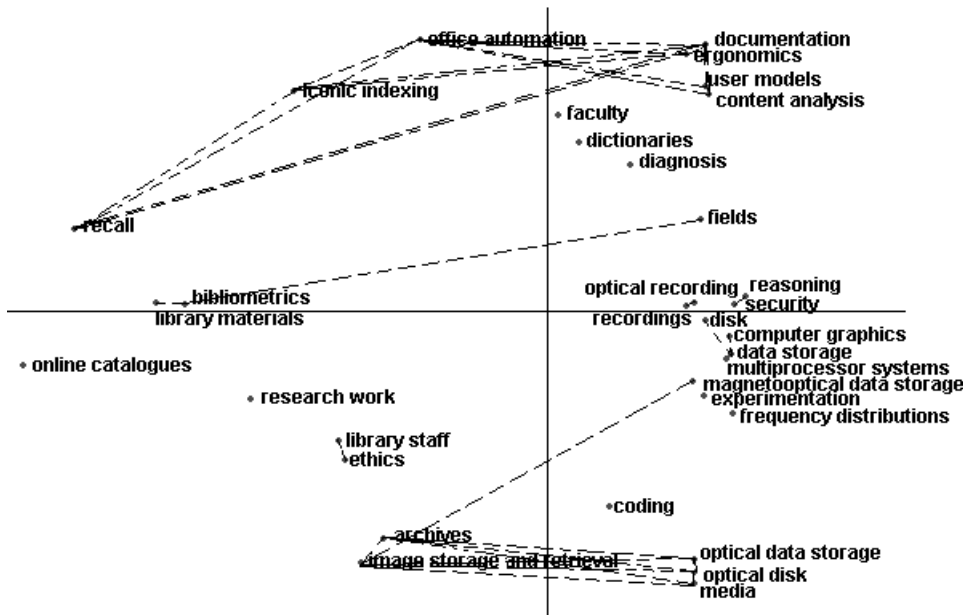 office automation
documentation
ergonomics
iconic indexing
user models
content analysis
faculty
dictionaries
diagnosis
recall
fields
optical recording
reasoning
bibliometrics
security
library materials
recordings
disk
computer graphics
data storage
online catalogues
multiprocessor systems
magnetooptical data storage
research work
experimentation
frequency distributions
library staff
ethics
coding
archives
optical data storage
image storage and retrieval
optical disk
media